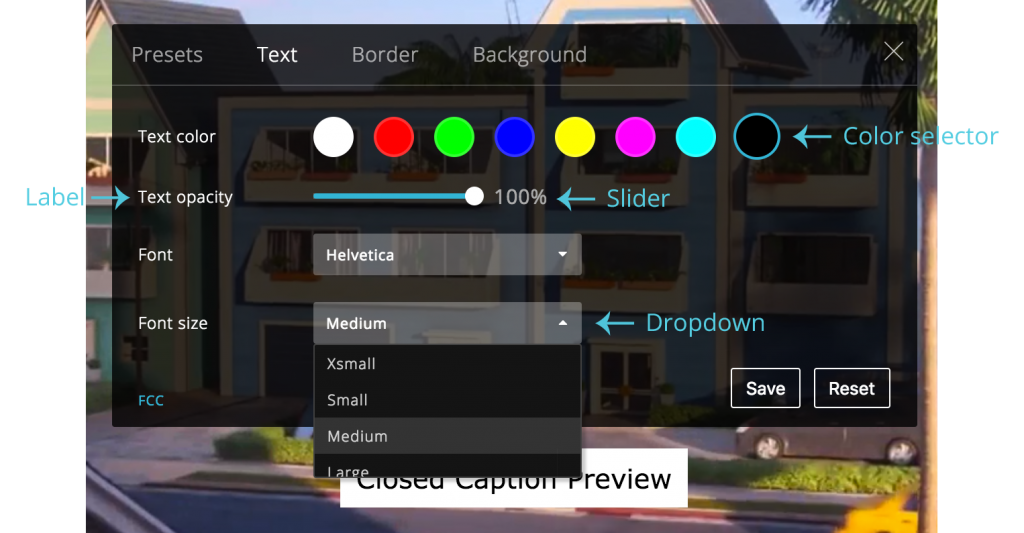 Presets Text Border Background
Text color
Color selector
Label
Text opacity
100%
Slider
Font
Helvetica
Font size
Medium
Dropdown
Xsmall
Small
Medium
Large
FCC
Save
Reset
Closed Caption Preview